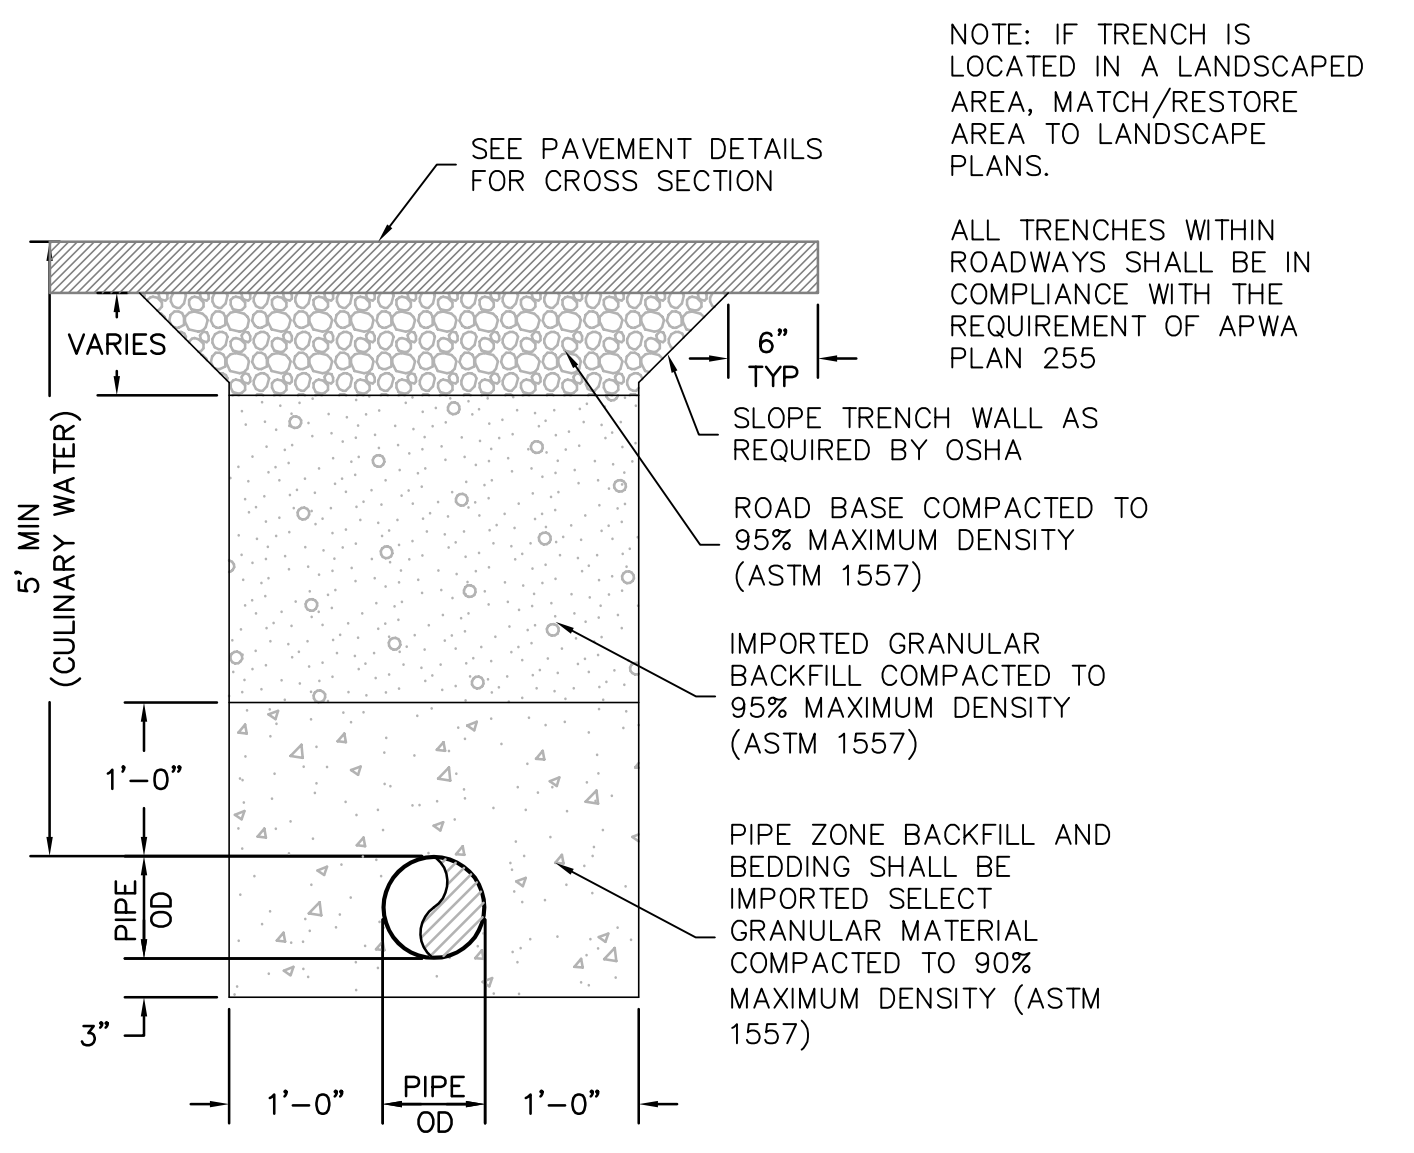 NOTE: IF TRENCH IS
LOCATED IN A LANDSCAPED
AREA, MATCH/RESTORE
AREA TO LANDSCAPE
PLANS.
ALL TRENCHES WITHIN
ROADWAYS SHALL BE IN
COMPLIANCE WITH THE
REQUIREMENT OF APWA
PLAN 255
SEE PAVEMENT DETAILS
FOR CROSS SECTION
VARIES
6"
TYP
SLOPE TRENCH WALL AS
REQUIRED BY OSHA
ROAD BASE COMPACTED TO
95% MAXIMUM DENSITY
(ASTM 1557)
5' MIN
(CULINARY WATER)
IMPORTED GRANULAR
BACKFILL COMPACTED TO
95% MAXIMUM DENSITY
(ASTM 1557)
1'-0"
PIPE ZONE BACKFILL AND
BEDDING SHALL BE
IMPORTED SELECT
GRANULAR MATERIAL
COMPACTED TO 90%
MAXIMUM DENSITY (ASTM
1557)
PIPE
OD
3"
1'-0"
PIPE
OD
1'-0"